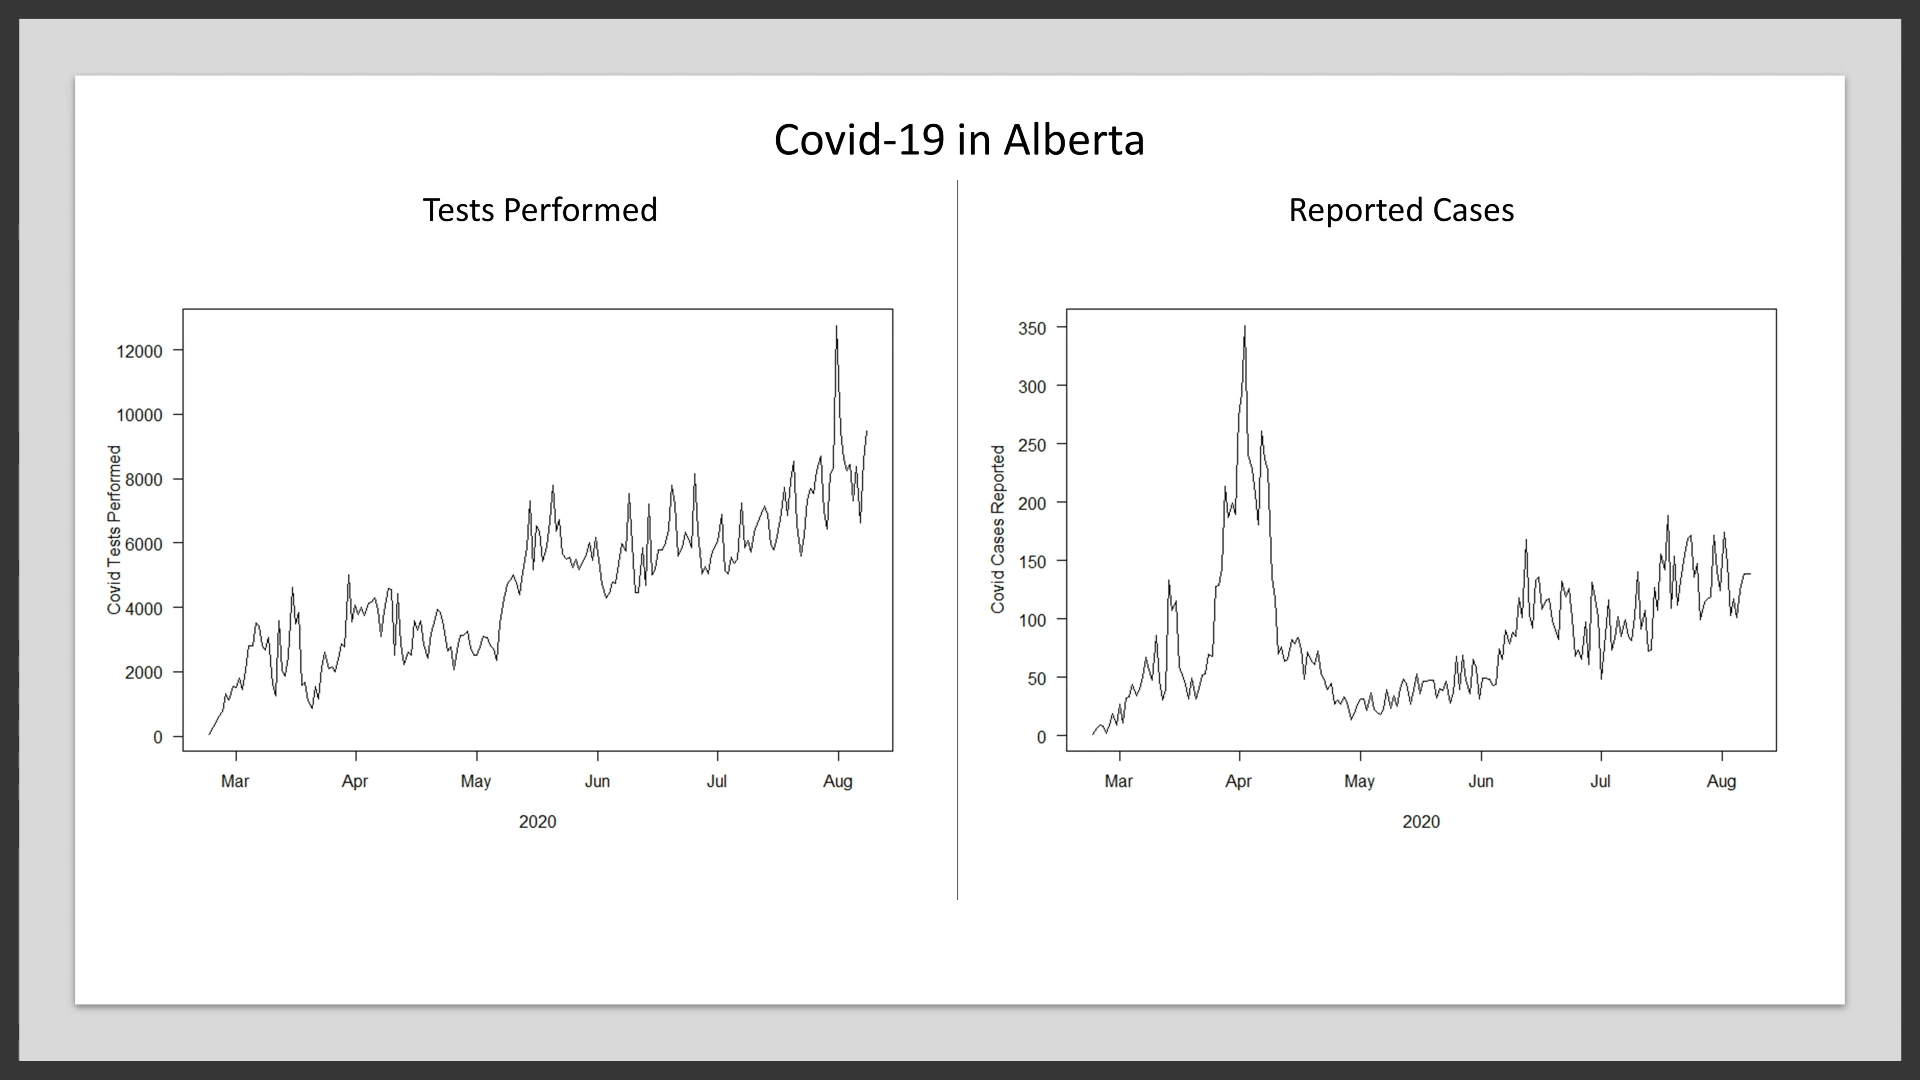 Covid-19 in Alberta
Tests Performed
Covid Tests Performed
12000
10000
8000
6000
4000
2000
0
Mar Apr May Jun Jul Aug
2020
Reported Cases
Covid Cases Reported
350
300
250
200
150
100
50
0
Mar Apr May Jun Jul Aug
2020